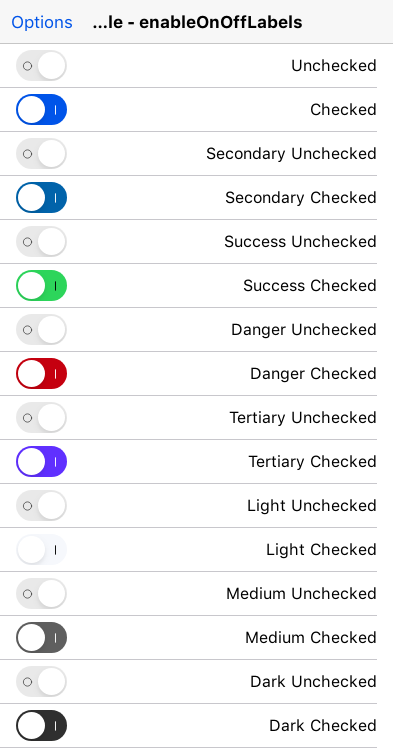 Options
...le - enableOnOffLabels
Unchecked
Checked
Secondary Unchecked
Secondary Checked
Success Unchecked
Success Checked
Danger Unchecked
Danger Checked
Tertiary Unchecked
Tertiary Checked
Light Unchecked
Light Checked
Medium Unchecked
Medium Checked
Dark Unchecked
Dark Checked